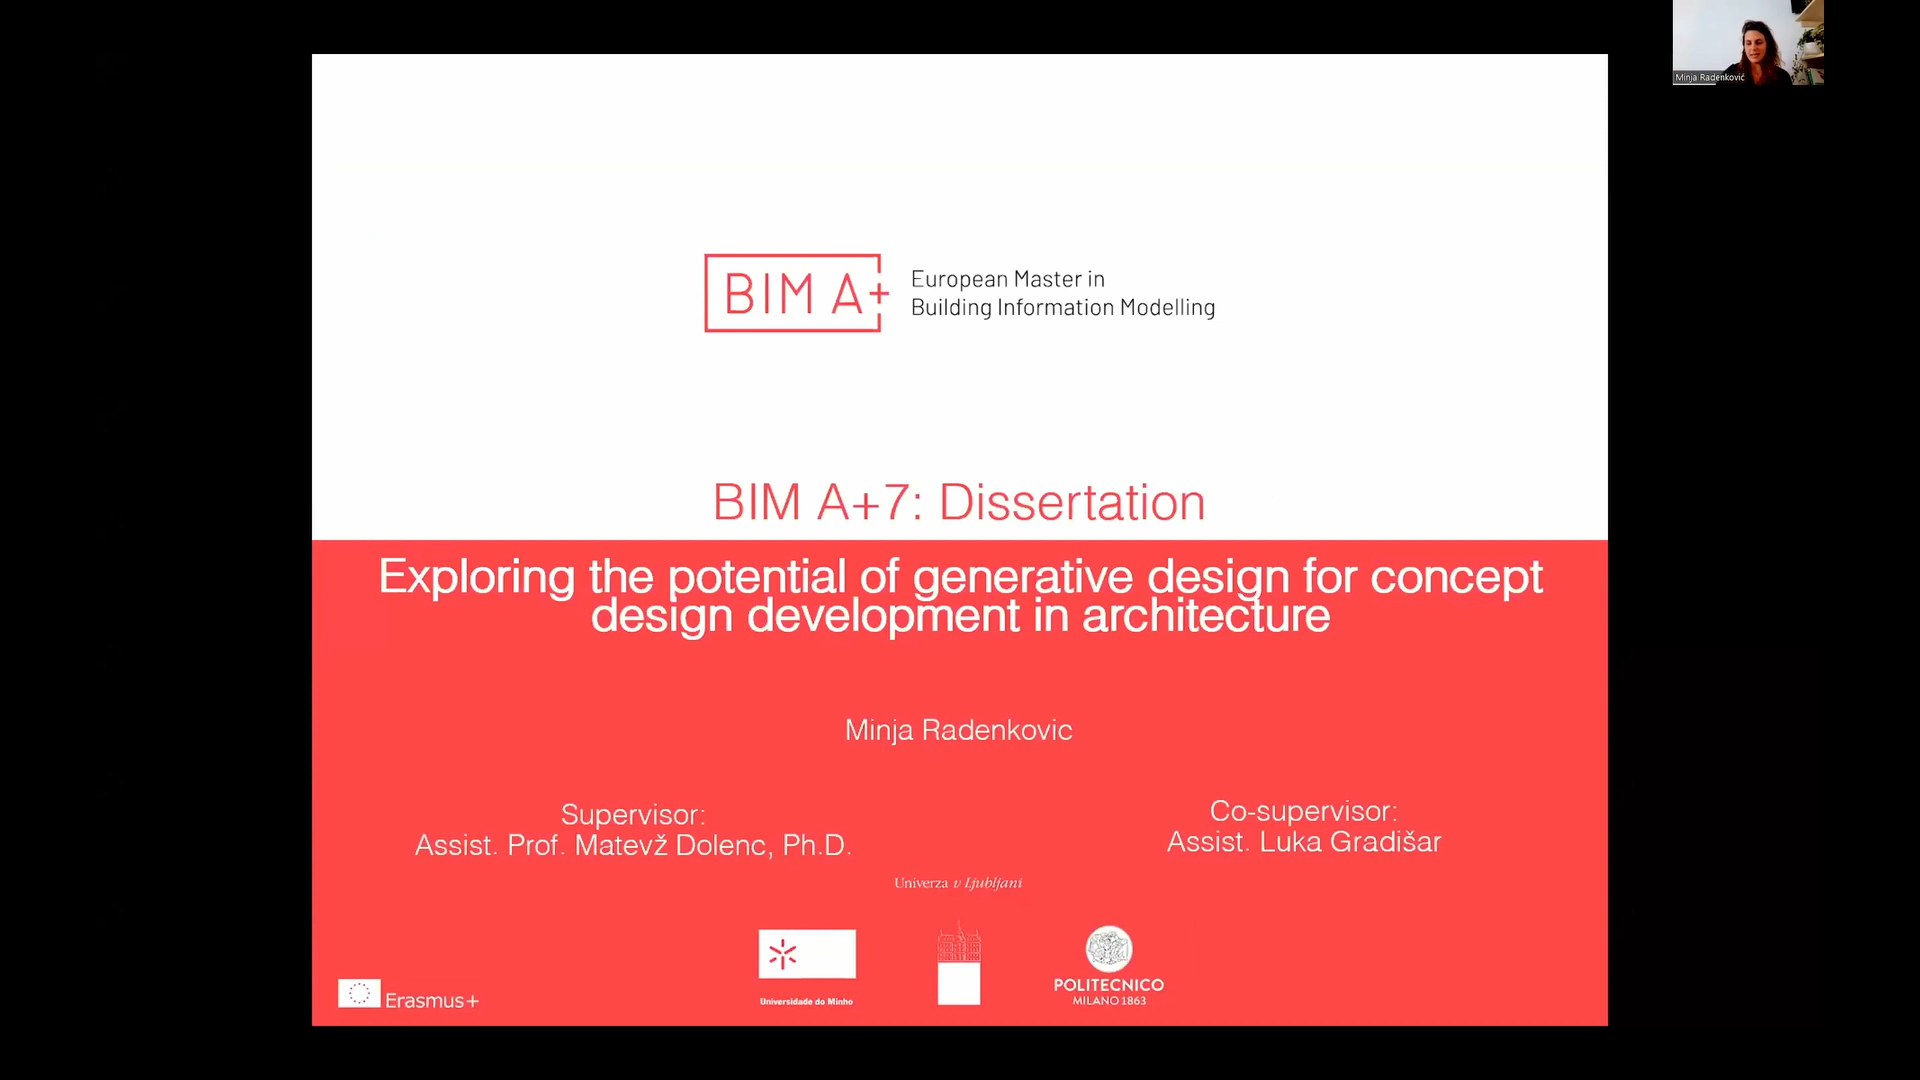 Minja Radenković
BIM A+
European Master in
Building Information Modelling
BIM A+7: Dissertation
Exploring the potential of generative design for concept
design development in architecture
Minja Radenkovic
Supervisor:
Assist. Prof. Matevž Dolenc, Ph.D.
Co-supervisor:
Assist. Luka Gradišar
Univerza v Ljubljani
Universidade do Minho
POLITECNICO
MILANO 1863
Erasmus+